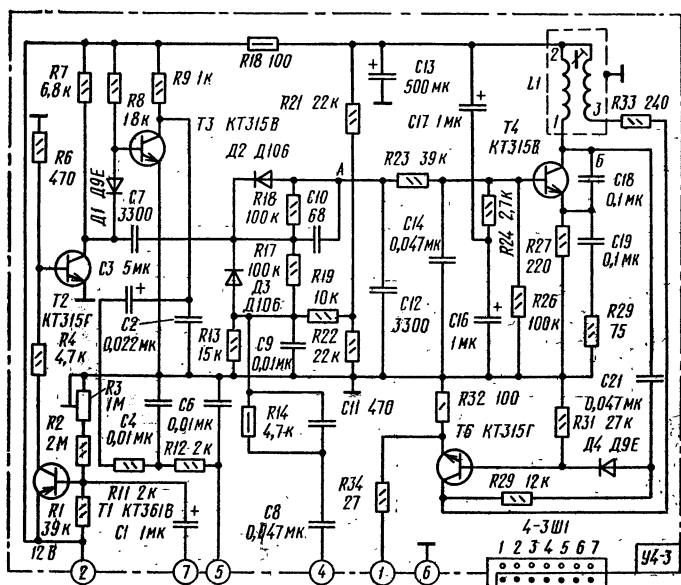 R7
6,8к
R8
18к
R9 1к
R18 100
C13
500мк
R21 22к
C17 1мк
2
L1
1
3
R33 240
Т3 КТ315В
Д2 Д106
Т4
КТ315В
R6
470
Д1 Д9Е
C7
3300
R18
100к
C10
68
А
R23 39к
R24 2,7к
Б
C18
0,1мк
C14
0,047мк
R27
220
C19
0,1мк
C3 5мк
R17
100к
Д3
Д106
R19
10к
C12
3300
R26
100к
R29
75
Т2
КТ315Г
C2
0,022мк
R13
15к
C9
0,01мк
R22
22к
C16
1мк
R4
4,7к
R3
1М
C4
0,01мк
C6
0,01мк
R14
4,7к
C11 470
R32 100
C21
0,047мк
R31 27к
R2
2М
R12 2к
Т6 КТ315Г
Д4 Д9Е
R11 2к
R34
27
R29 12к
R1
39к
Т1 КТ361В
C1 1мк
C8
0,047мк
4-3Ш1
12В
1 2 3 4 5 6 7
У4-3
2
7
5
4
1
6